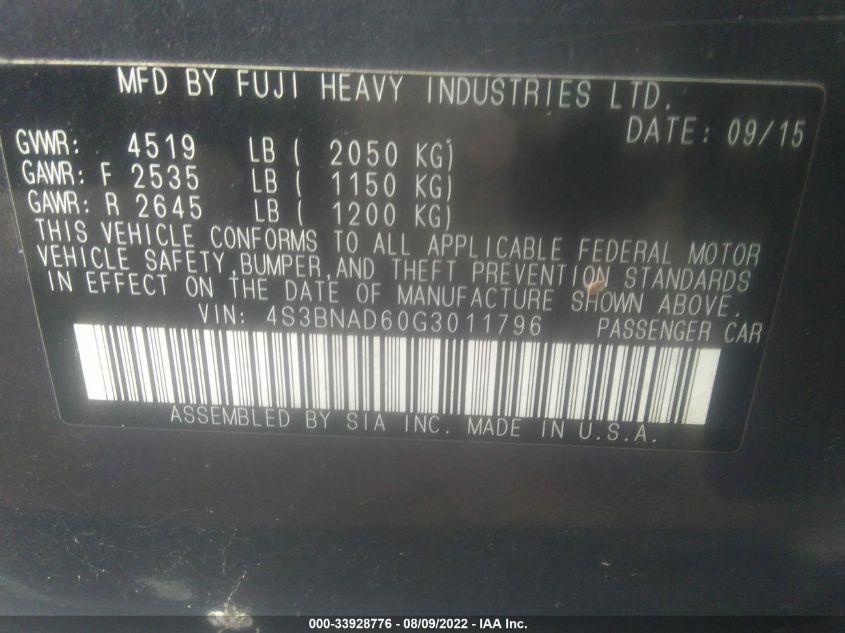 MFD BY FUJI HEAVY INDUSTRIES LTD.
DATE: 09/15
GVWR: 4519 LB ( 2050 KG)
GAWR: F 2535 LB ( 1150 KG)
GAWR: R 2645 LB ( 1200 KG)
THIS VEHICLE CONFORMS TO ALL APPLICABLE FEDERAL MOTOR
VEHICLE SAFETY,BUMPER,AND THEFT PREVENTION STANDARDS
IN EFFECT ON THE DATE OF MANUFACTURE SHOWN ABOVE.
VIN: 4S3BNAD60G3011796 PASSENGER CAR
ASSEMBLED BY SIA INC. MADE IN U.S.A.
000-33928776 - 08/09/2022 - IAA Inc.